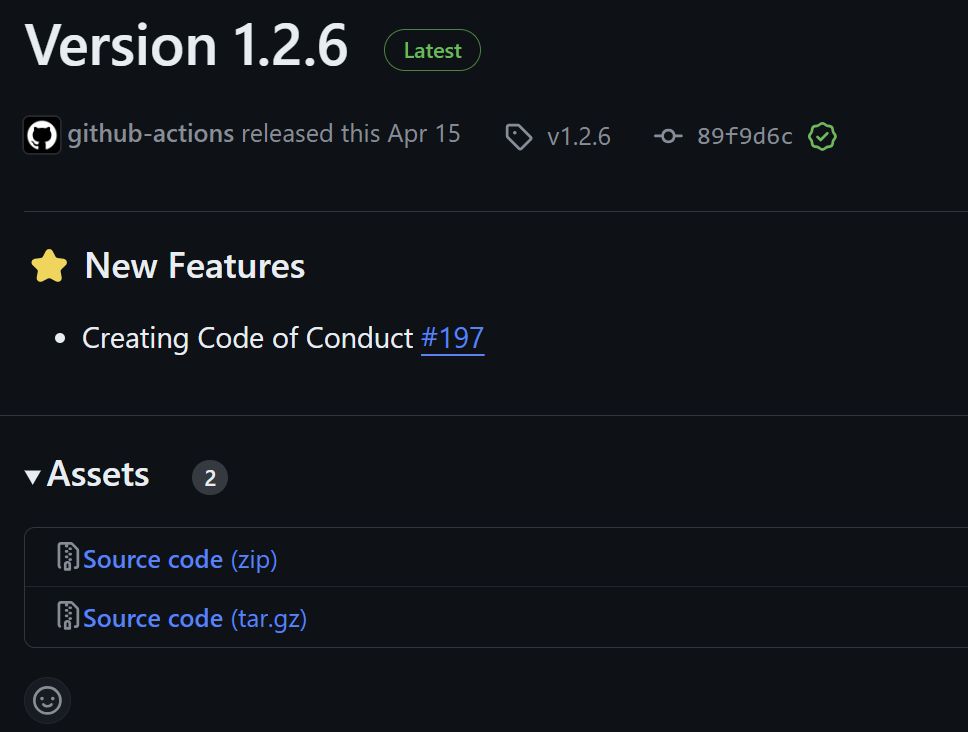 Version 1.2.6 Latest
github-actions released this Apr 15 v1.2.6 89f9d6c
New Features
• Creating Code of Conduct #197
Assets 2
Source code (zip)
Source code (tar.gz)